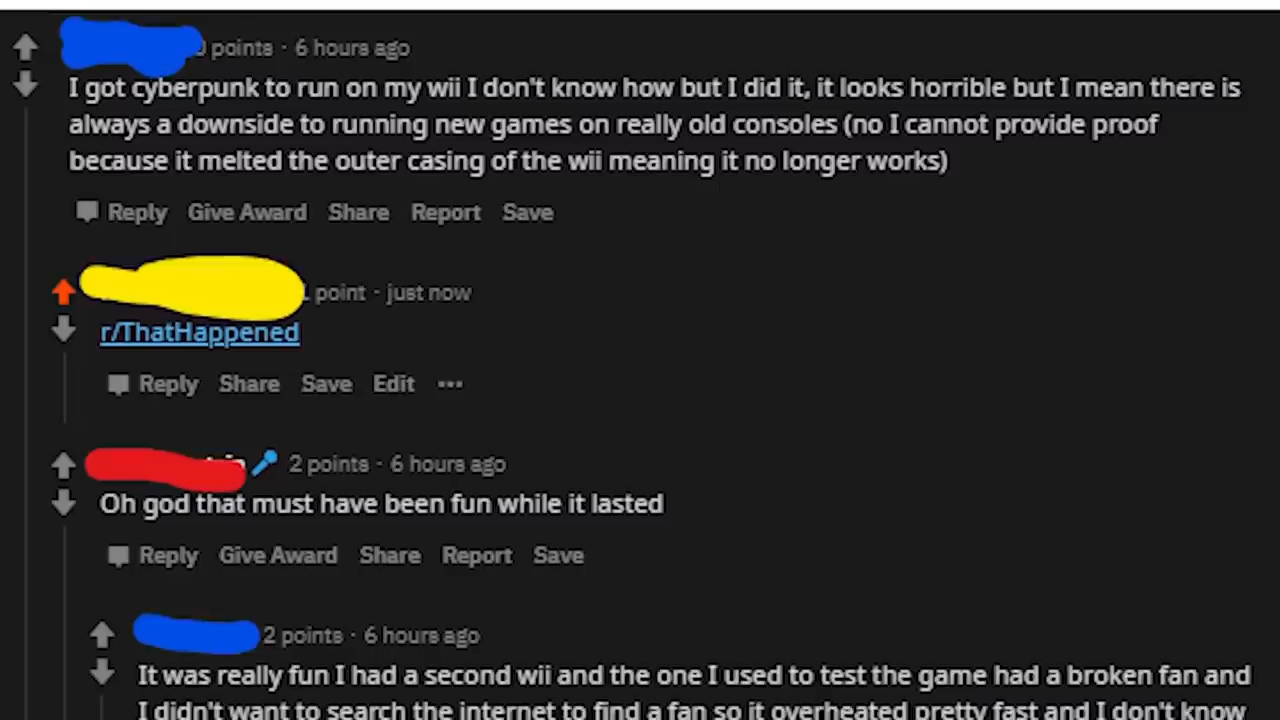 points · 6 hours ago
I got cyberpunk to run on my wii I don't know how but I did it, it looks horrible but I mean there is
always a downside to running new games on really old consoles (no I cannot provide proof
because it melted the outer casing of the wii meaning it no longer works)
Reply Give Award Share Report Save
point · just now
r/ThatHappened
Reply Share Save Edit ···
2 points · 6 hours ago
Oh god that must have been fun while it lasted
Reply Give Award Share Report Save
2 points · 6 hours ago
It was really fun I had a second wii and the one I used to test the game had a broken fan and
I didn't want to search the internet to find a fan so it overheated pretty fast and I don't know